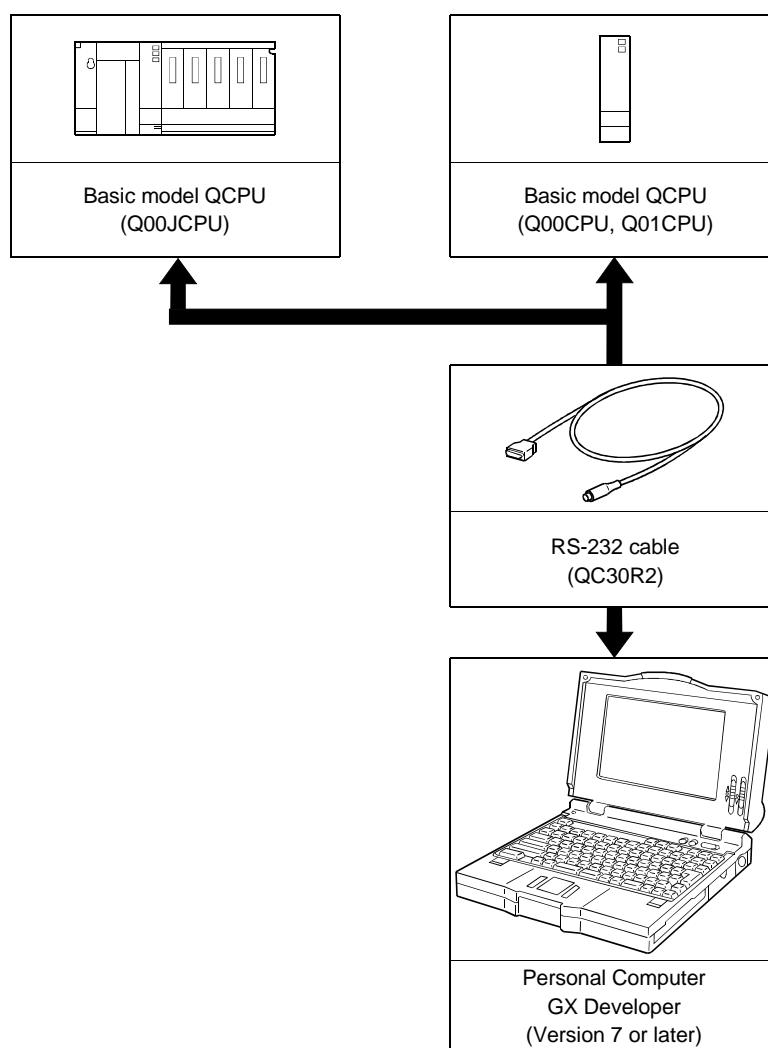 Basic model QCPU
(Q00JCPU)
Basic model QCPU
(Q00CPU, Q01CPU)
RS-232 cable
(QC30R2)
Personal Computer
GX Developer
(Version 7 or later)